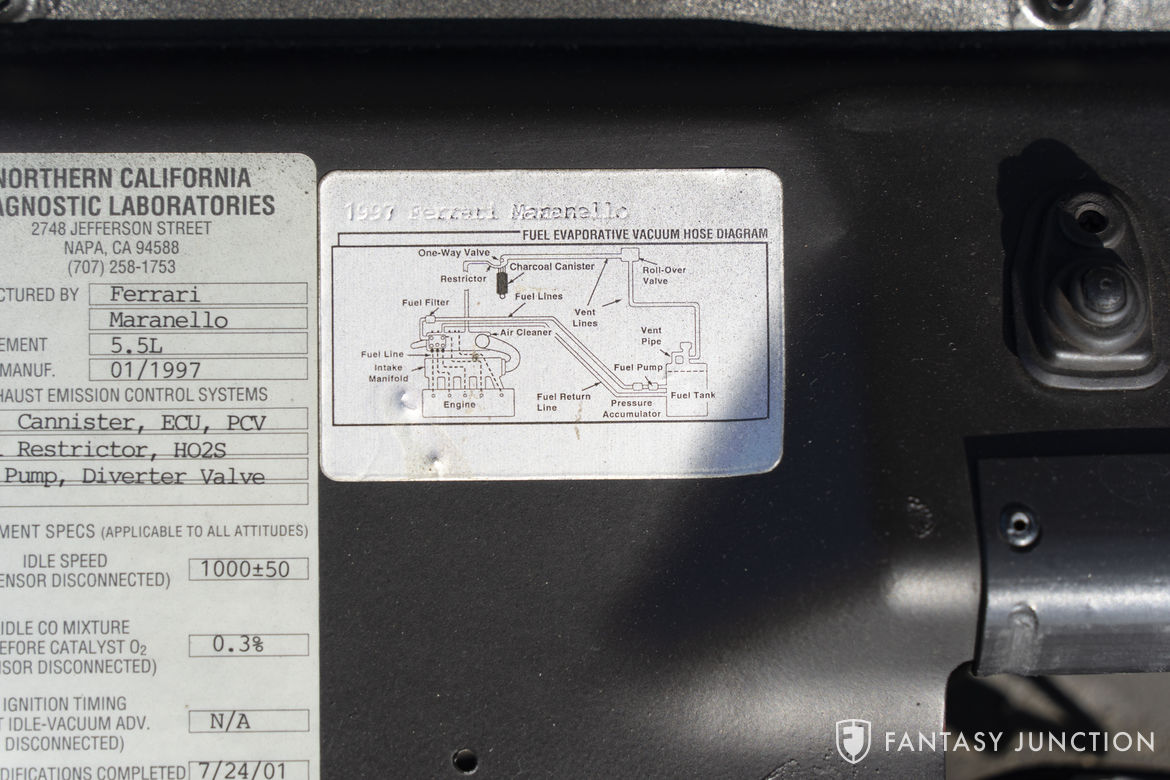 NORTHERN CALIFORNIA
AGNOSTIC LABORATORIES
2748 JEFFERSON STREET
NAPA, CA 94588
(707) 258-1753
CTURED BY Ferrari
Maranello
EMENT 5.5L
MANUF. 01/1997
HAUST EMISSION CONTROL SYSTEMS
Cannister, ECU, PCV
Restrictor, HO2S
Pump, Diverter Valve
MENT SPECS (APPLICABLE TO ALL ATTITUDES)
IDLE SPEED
ENSOR DISCONNECTED) 1000±50
IDLE CO MIXTURE
EFORE CATALYST O2 0.3%
NSOR DISCONNECTED)
IGNITION TIMING
T IDLE-VACUUM ADV. N/A
DISCONNECTED)
DIFICATIONS COMPLETED 7/24/01
1997 Ferrari Maranello
FUEL EVAPORATIVE VACUUM HOSE DIAGRAM
One-Way Valve
Charcoal Canister
Roll-Over
Valve
Restrictor
Fuel Filter
Fuel Lines
Vent
Lines
Air Cleaner
Vent
Pipe
Fuel Line
Intake
Manifold
Fuel Pump
Engine
Fuel Return
Line
Pressure
Accumulator
Fuel Tank
FANTASY JUNCTION